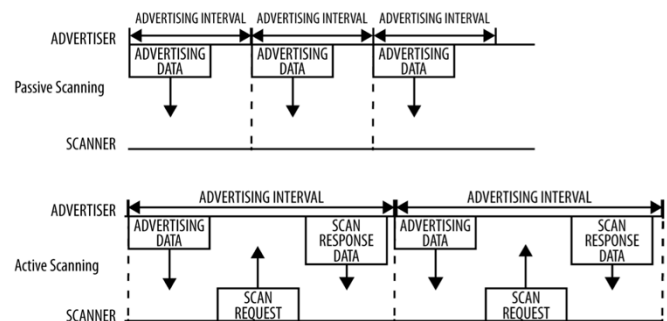 ADVERTISING INTERVAL ADVERTISING INTERVAL ADVERTISING INTERVAL
ADVERTISER
ADVERTISING DATA
ADVERTISING DATA
ADVERTISING DATA
Passive Scanning
SCANNER
ADVERTISING INTERVAL ADVERTISING INTERVAL
ADVERTISER
ADVERTISING DATA
SCAN RESPONSE DATA
ADVERTISING DATA
SCAN RESPONSE DATA
Active Scanning
SCAN REQUEST
SCAN REQUEST
SCANNER